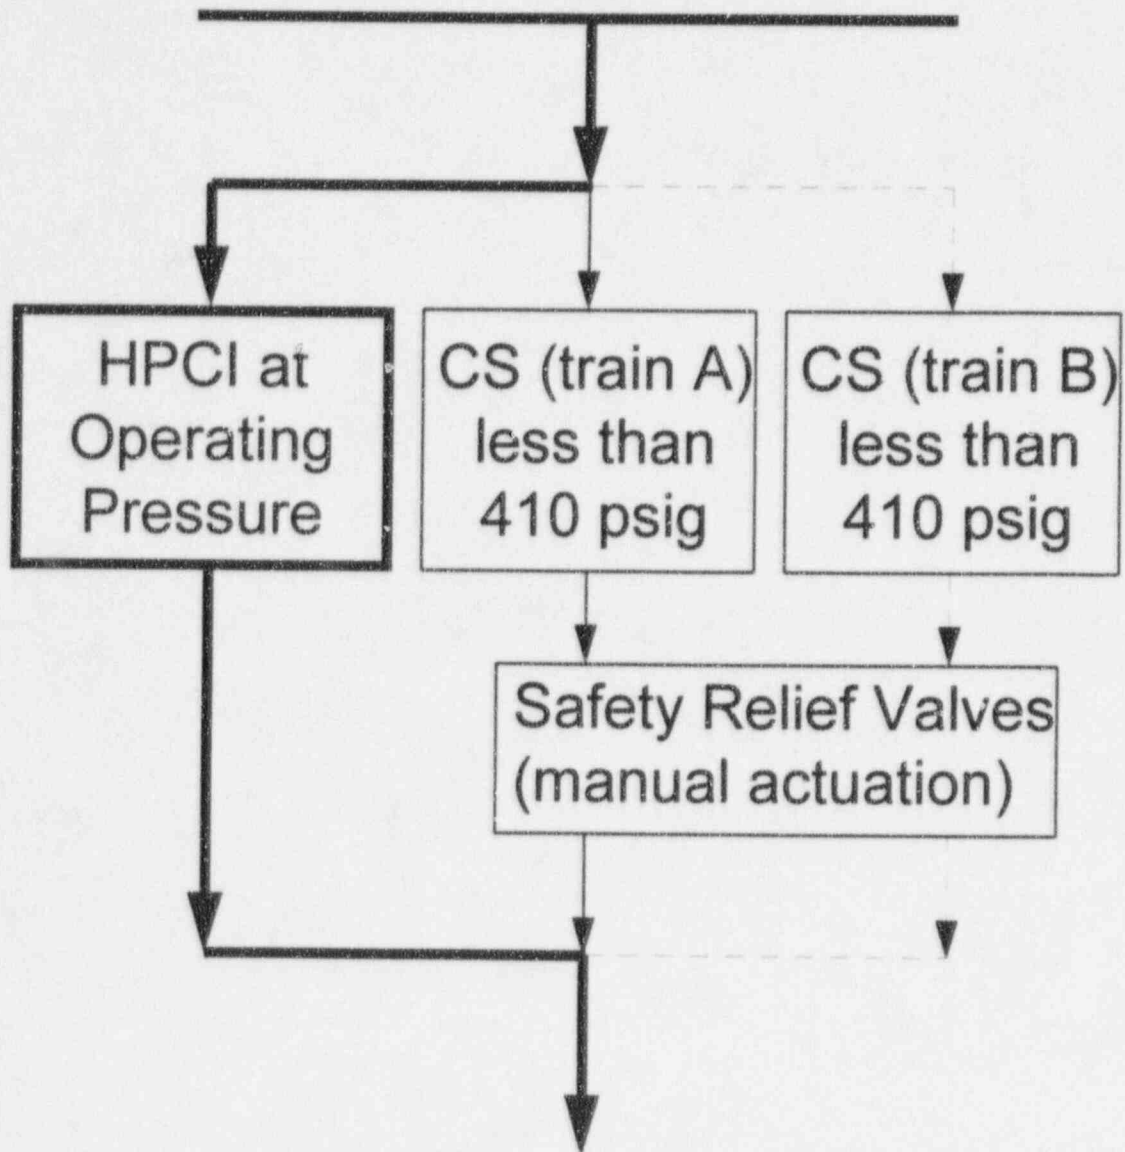 HPCI at
Operating
Pressure
CS (train A)
less than
410 psig
CS (train B)
less than
410 psig
Safety Relief Valves
(manual actuation)